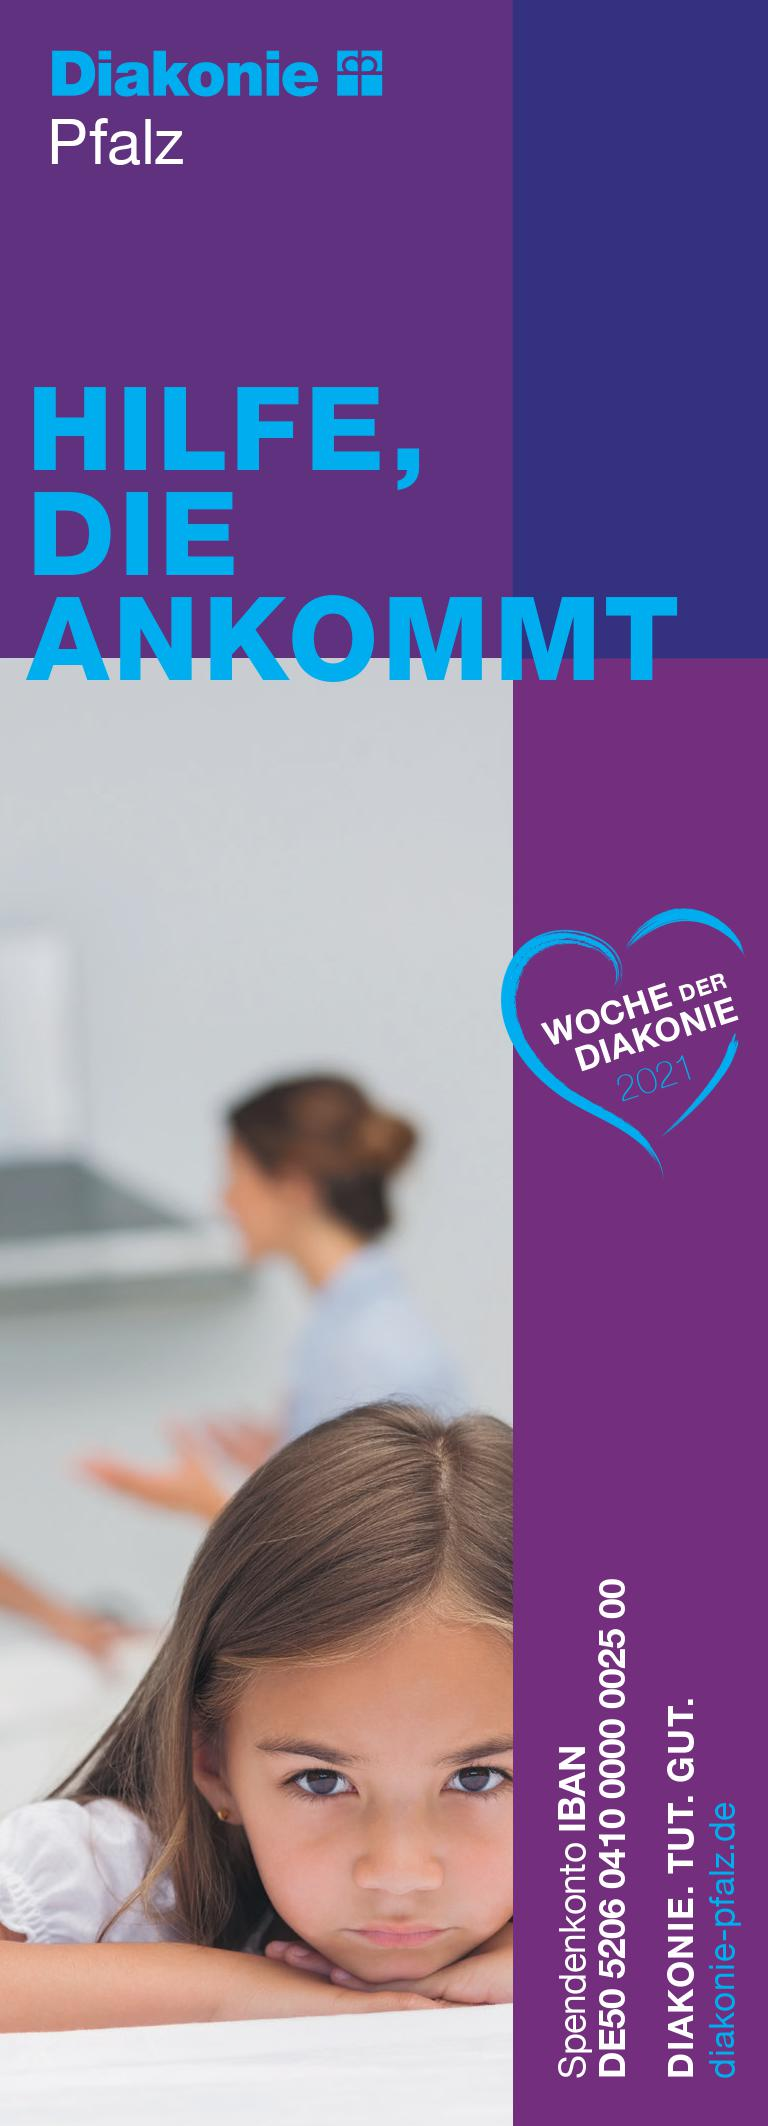 Diakonie
Pfalz
HILFE,
DIE
ANKOMMT
WOCHE DER
DIAKONIE
2021
Spendenkonto IBAN
DE50 5206 0410 0000 0025 00
DIAKONIE. TUT. GUT.
diakonie-pfalz.de